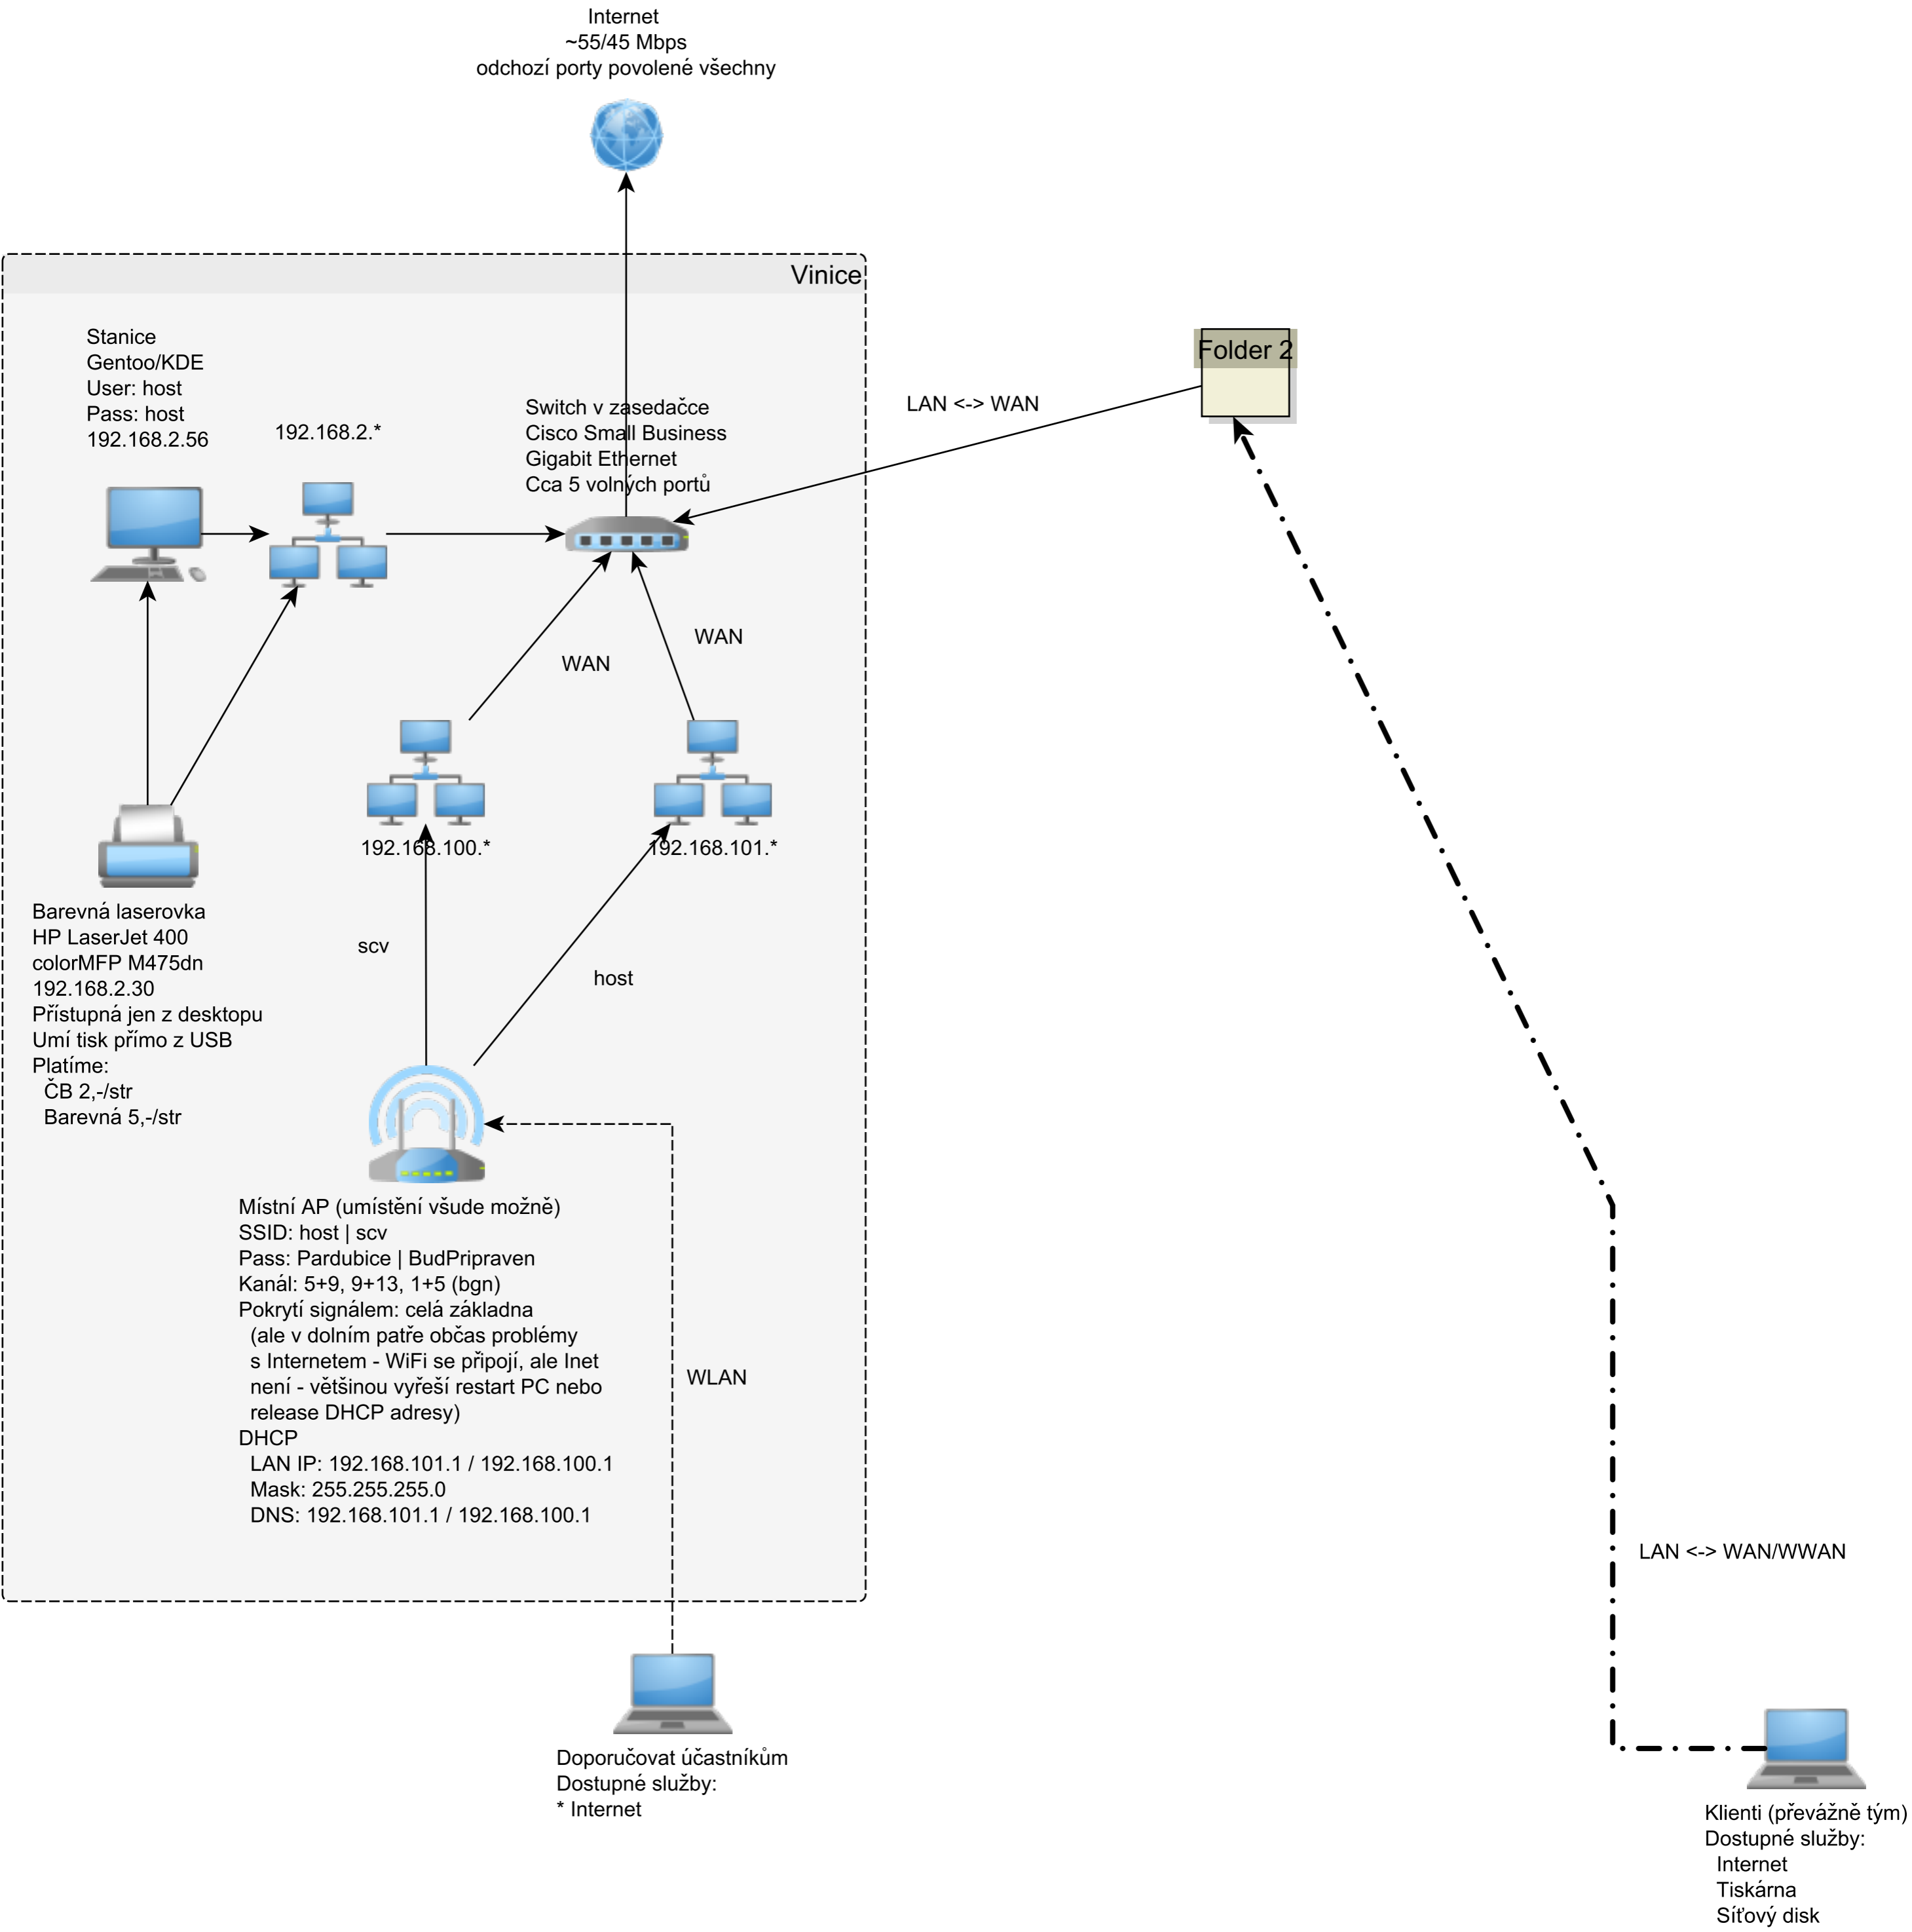 Internet
~55/45 Mbps
odchozí porty povolené všechny
Vinice
Stanice
Gentoo/KDE
User: host
Pass: host
192.168.2.56
192.168.2.*
Switch v zasedačce
Cisco Small Business
Gigabit Ethernet
Cca 5 volných portů
Folder 2
LAN <-> WAN
WAN
WAN
192.168.100.*
192.168.101.*
Barevná laserovka
HP LaserJet 400
colorMFP M475dn
192.168.2.30
Přístupná jen z desktopu
Umí tisk přímo z USB
Platíme:
ČB 2,-/str
Barevná 5,-/str
scv
host
Místní AP (umístění všude možně)
SSID: host | scv
Pass: Pardubice | BudPripraven
Kanál: 5+9, 9+13, 1+5 (bgn)
Pokrytí signálem: celá základna
(ale v dolním patře občas problémy
s Internetem - WiFi se připojí, ale Inet
není - většinou vyřeší restart PC nebo
release DHCP adresy)
DHCP
LAN IP: 192.168.101.1 / 192.168.100.1
Mask: 255.255.255.0
DNS: 192.168.101.1 / 192.168.100.1
WLAN
LAN <-> WAN/WWAN
Doporučovat účastníkům
Dostupné služby:
* Internet
Klienti (převážně tým)
Dostupné služby:
Internet
Tiskárna
Síťový disk